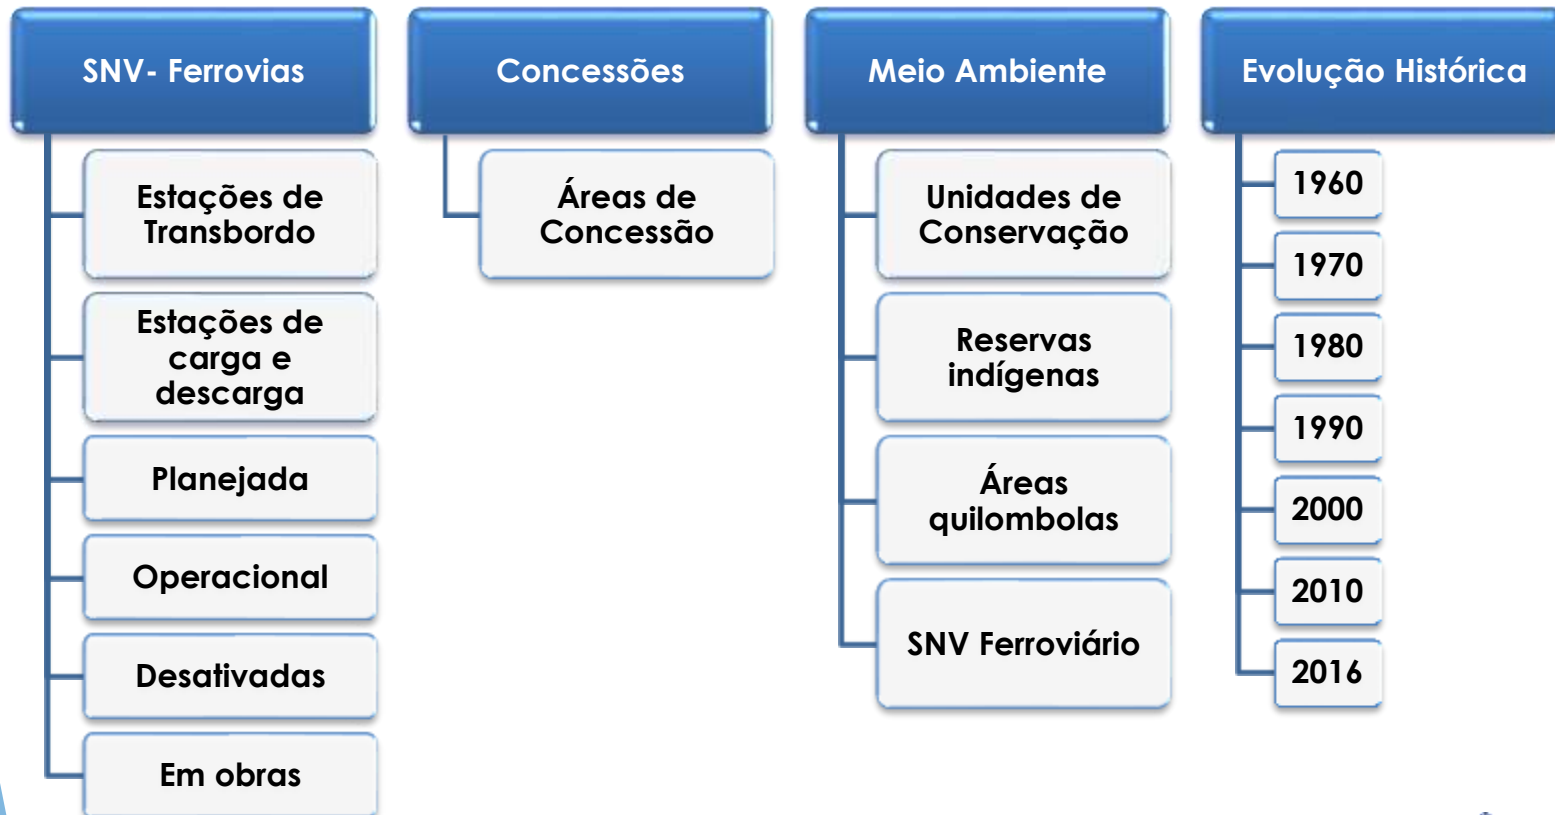 SNV- Ferrovias
Estações de
Transbordo
Estações de
carga e
descarga
Planejada
Operacional
Desativadas
Em obras
Concessões
Áreas de
Concessão
Meio Ambiente
Unidades de
Conservação
Reservas
indígenas
Áreas
quilombolas
SNV Ferroviário
Evolução Histórica
1960
1970
1980
1990
2000
2010
2016